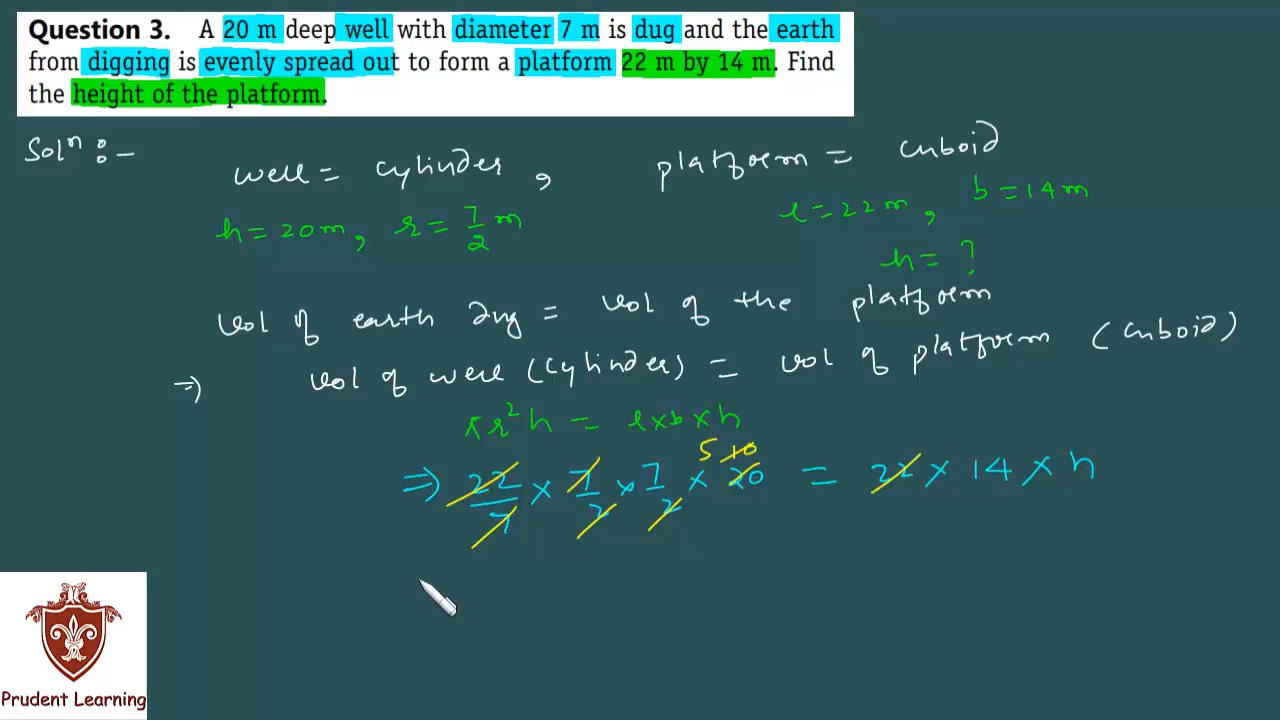 Question 3. A 20 m deep well with diameter 7 m is dug and the earth
from digging is evenly spread out to form a platform 22 m by 14 m. Find
the height of the platform.
Solⁿ :-
well = cylinder, platform = cuboid
h = 20m, r = 7/2 m l = 22m, b = 14m
h = ?
Vol of earth dug = Vol of the platform
=) Vol of well (cylinder) = Vol of platform (cuboid)
πr²h = l×b×h
5 10
=> 22/7 × 7/2 × 7/2 × 20 = 22 × 14 × h
Prudent Learning